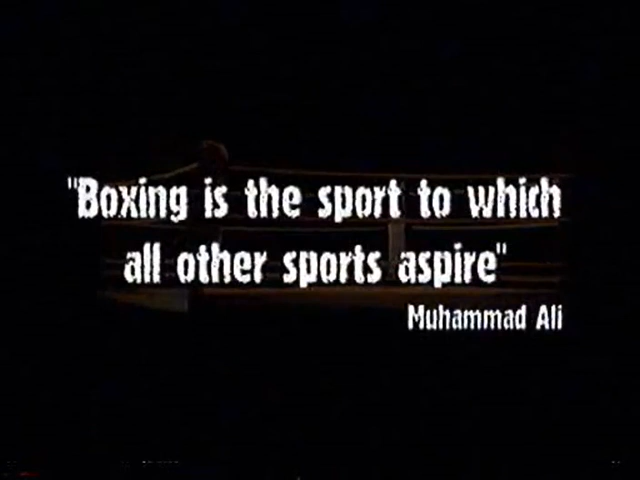 "Boxing is the sport to which
all other sports aspire"
Muhammad Ali